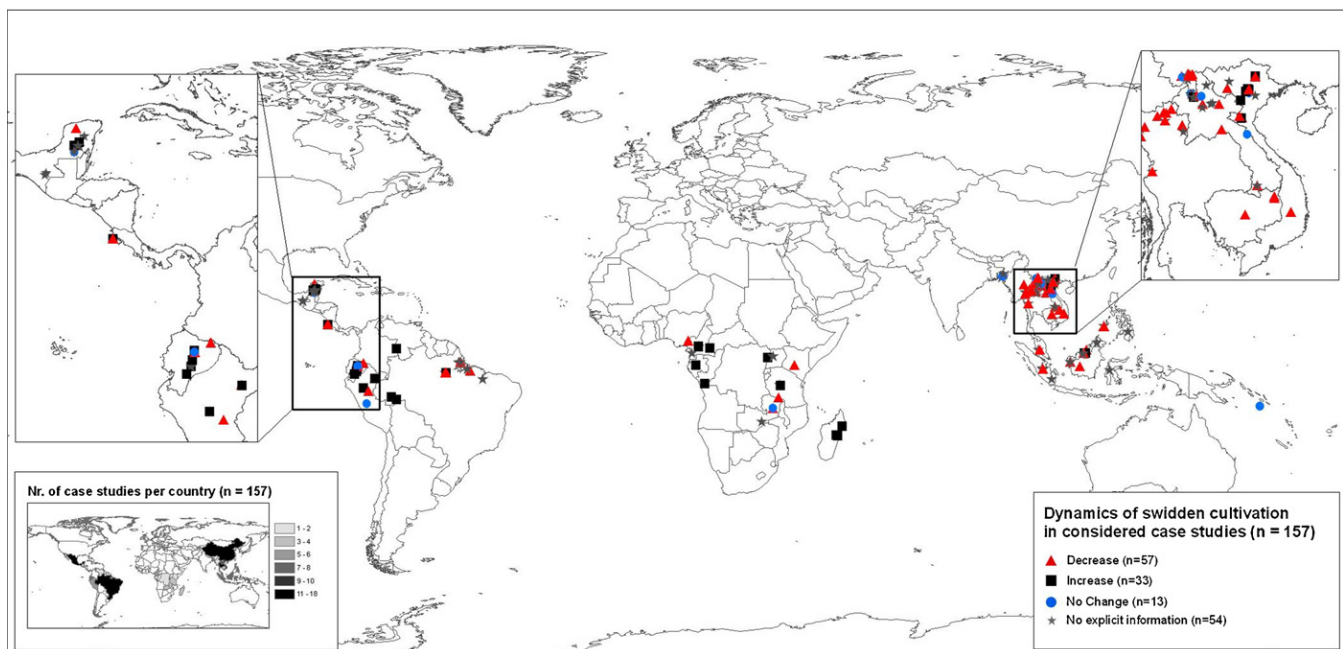 Nr. of case studies per country (n = 157)
1 - 2
3 - 4
5 - 6
7 - 8
9 - 10
11 - 18
Dynamics of swidden cultivation
in considered case studies (n = 157)
Decrease (n=57)
Increase (n=33)
No Change (n=13)
No explicit information (n=54)